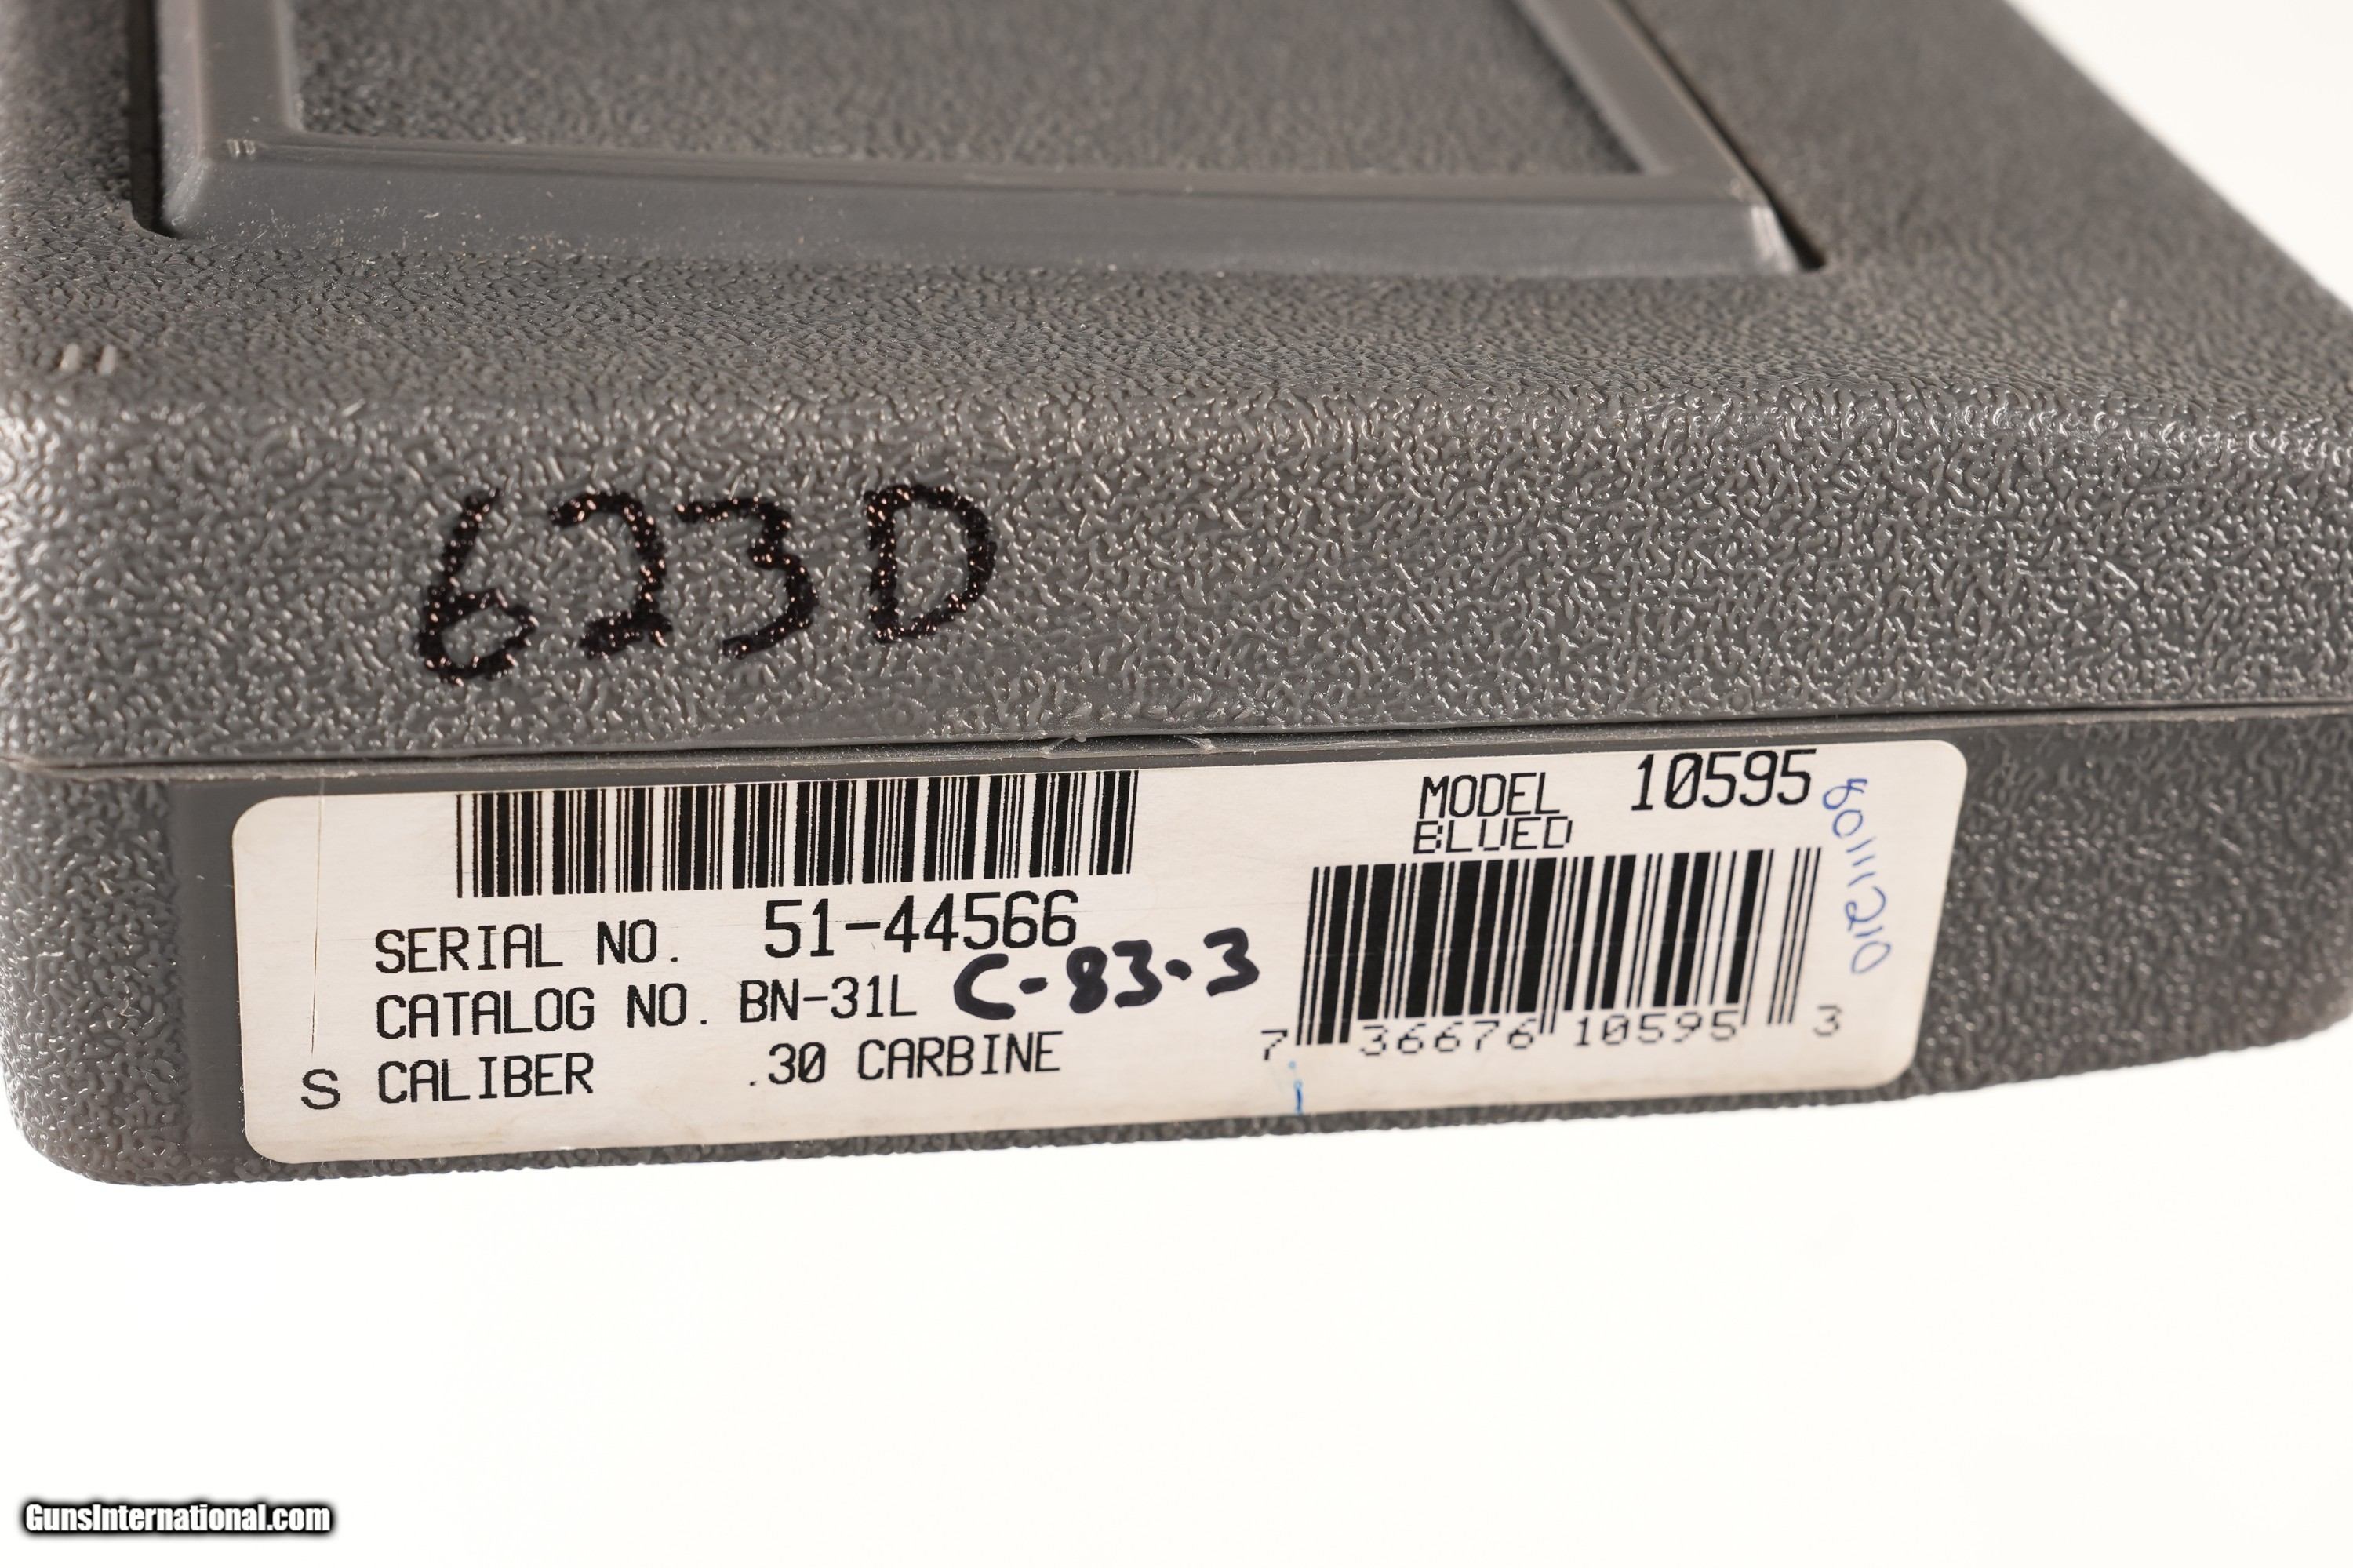 623D
MODEL 10595
BLUED
SERIAL NO. 51-44566
CATALOG NO. BN-31L C-83-3
S CALIBER .30 CARBINE
7 36676 10595 3
GunsInternational.com